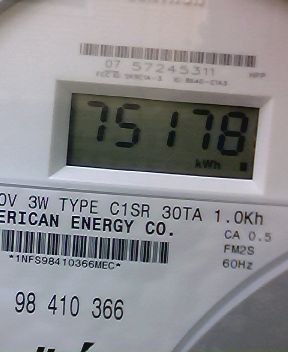 07 57245311
HPP
75178
kWh
0V 3W TYPE C1SR 30TA 1.0Kh
ERICAN ENERGY CO.
CA 0.5
*1NFS98410366MEC*
FM2S
60Hz
98 410 366